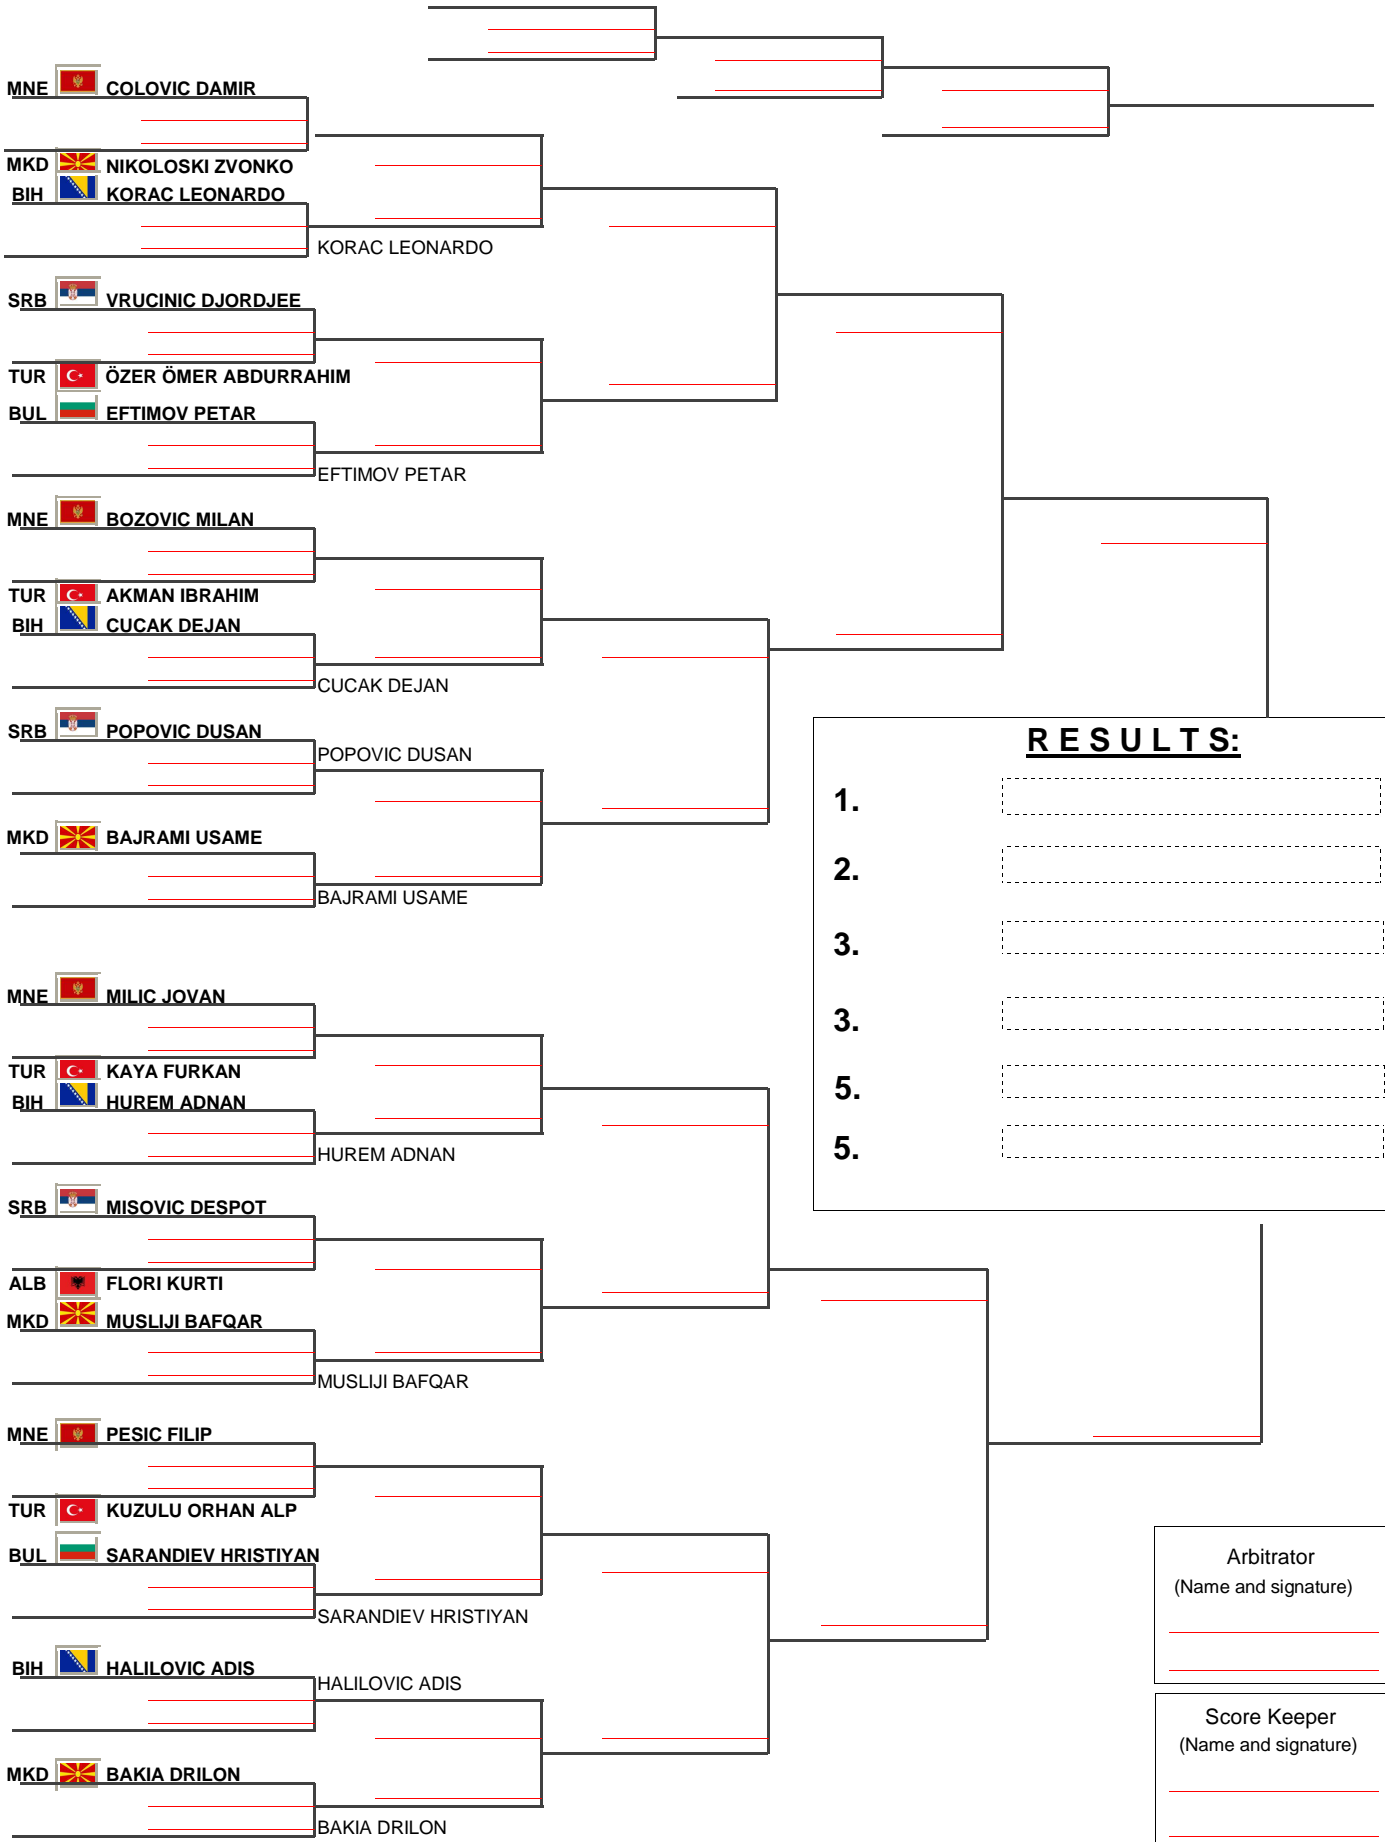 MNE COLOVIC DAMIR
MKD NIKOLOSKI ZVONKO
BIH KORAC LEONARDO
KORAC LEONARDO
SRB VRUCINIC DJORDJEE
TUR ÖZER ÖMER ABDURRAHIM
BUL EFTIMOV PETAR
EFTIMOV PETAR
MNE BOZOVIC MILAN
TUR AKMAN IBRAHIM
BIH CUCAK DEJAN
CUCAK DEJAN
SRB POPOVIC DUSAN
POPOVIC DUSAN
MKD BAJRAMI USAME
BAJRAMI USAME
MNE MILIC JOVAN
TUR KAYA FURKAN
BIH HUREM ADNAN
HUREM ADNAN
SRB MISOVIC DESPOT
ALB FLORI KURTI
MKD MUSLIJI BAFQAR
MUSLIJI BAFQAR
MNE PESIC FILIP
TUR KUZULU ORHAN ALP
BUL SARANDIEV HRISTIYAN
SARANDIEV HRISTIYAN
BIH HALILOVIC ADIS
HALILOVIC ADIS
MKD BAKIA DRILON
BAKIA DRILON
R E S U L T S:
1.
2.
3.
3.
5.
5.
Arbitrator
(Name and signature)
Score Keeper
(Name and signature)